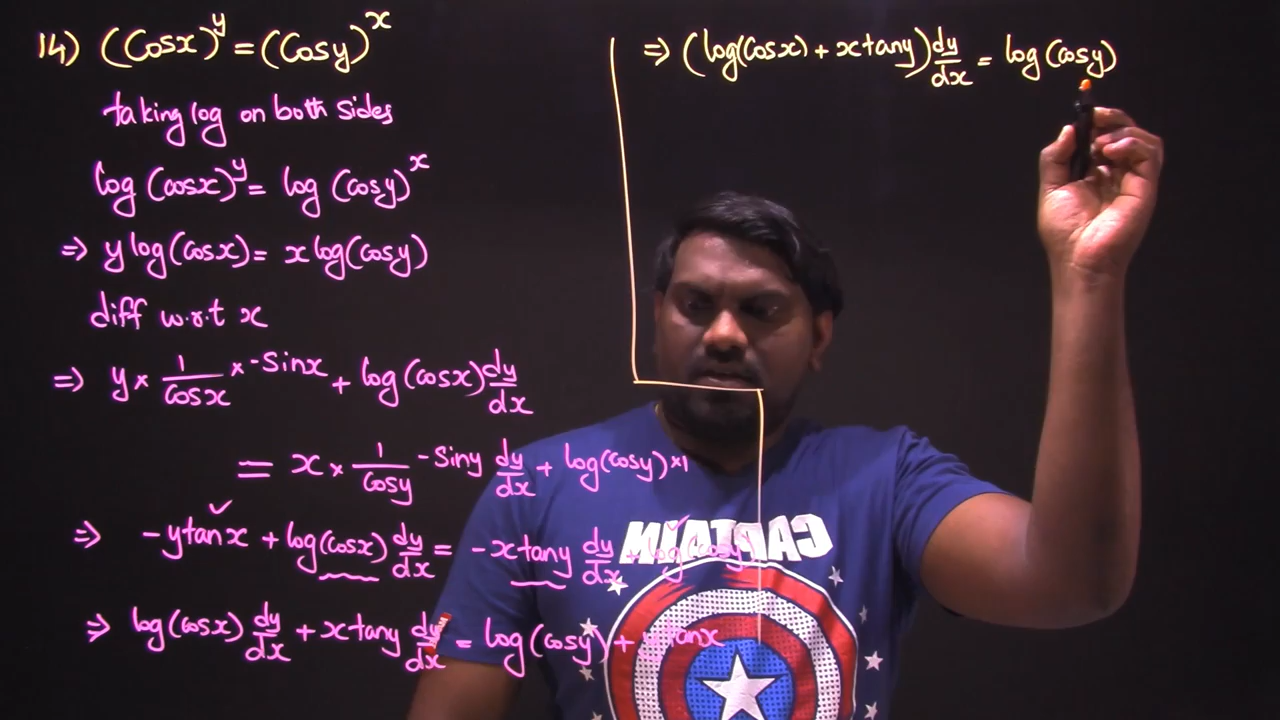 14) (Cosx)^y = (Cosy)^x
taking log on both sides
log (cosx)^y = log (cosy)^x
⇒ y log(cosx) = x log(cosy)
diff w.r.t x
⇒ y × 1/cosx × -Sinx + log(cosx) dy/dx
= x × 1/cosy -Siny dy/dx + log(cosy) ×1
⇒ -ytanx + log(cosx) dy/dx = -xtany dy/dx + log(cosy)
⇒ log(cosx) dy/dx + xtany dy/dx = log(cosy) + ytanx
⇒ (log(cosx) + xtany) dy/dx = log(cosy)
CAPTAIN